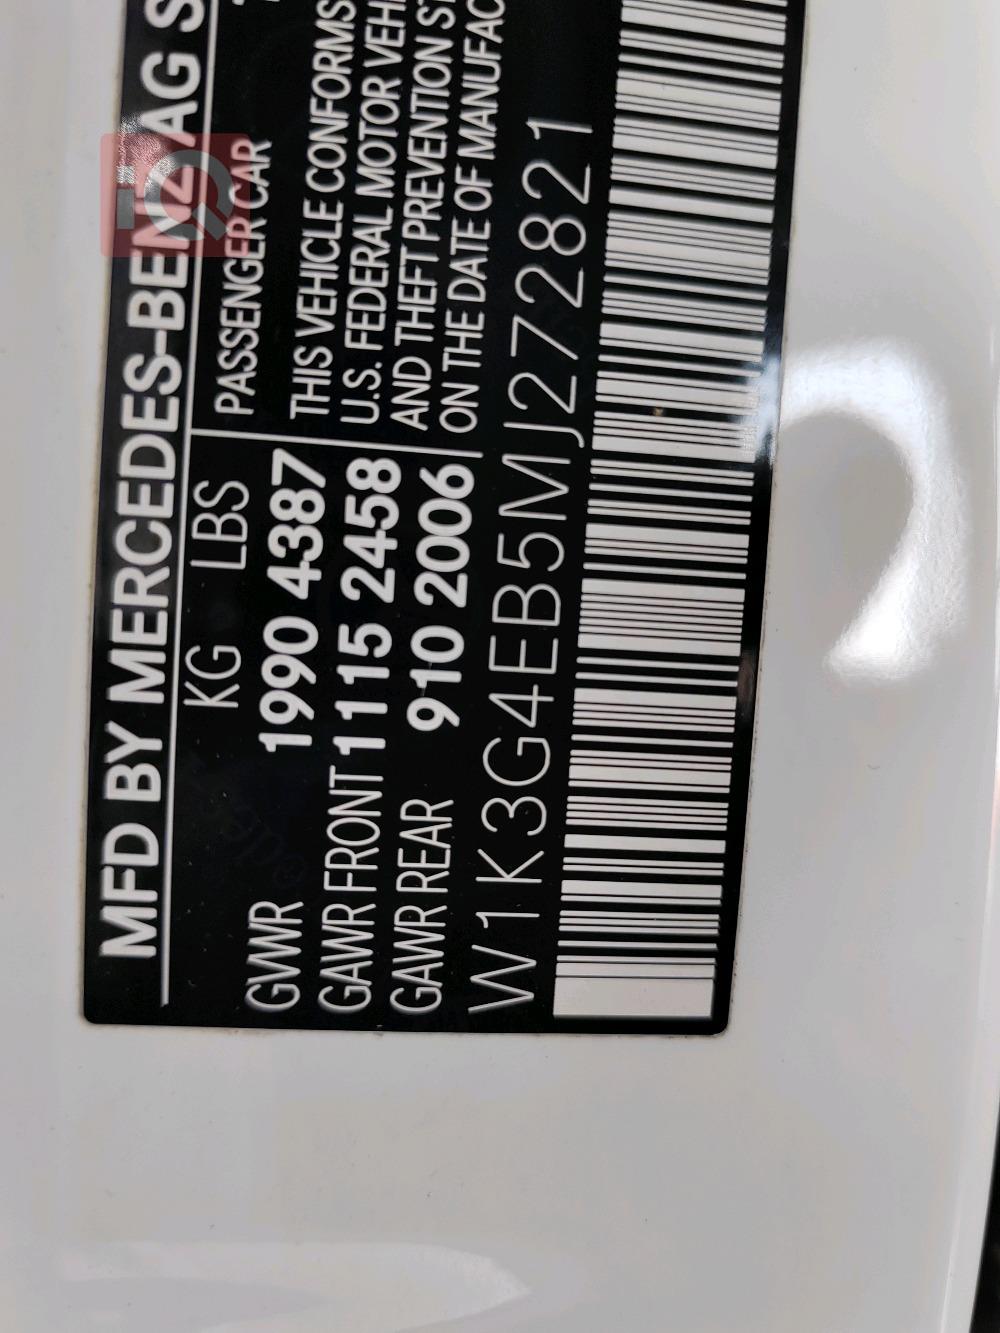 MFD BY MERCEDES-BENZ AG S
KG LBS PASSENGER CAR
GVWR 1990 4387 THIS VEHICLE CONFORMS
GAWR FRONT 1115 2458 U.S. FEDERAL MOTOR VEHI
AND THEFT PREVENTION ST
GAWR REAR 910 2006 ON THE DATE OF MANUFAC
W1K3G4EB5MJ272821